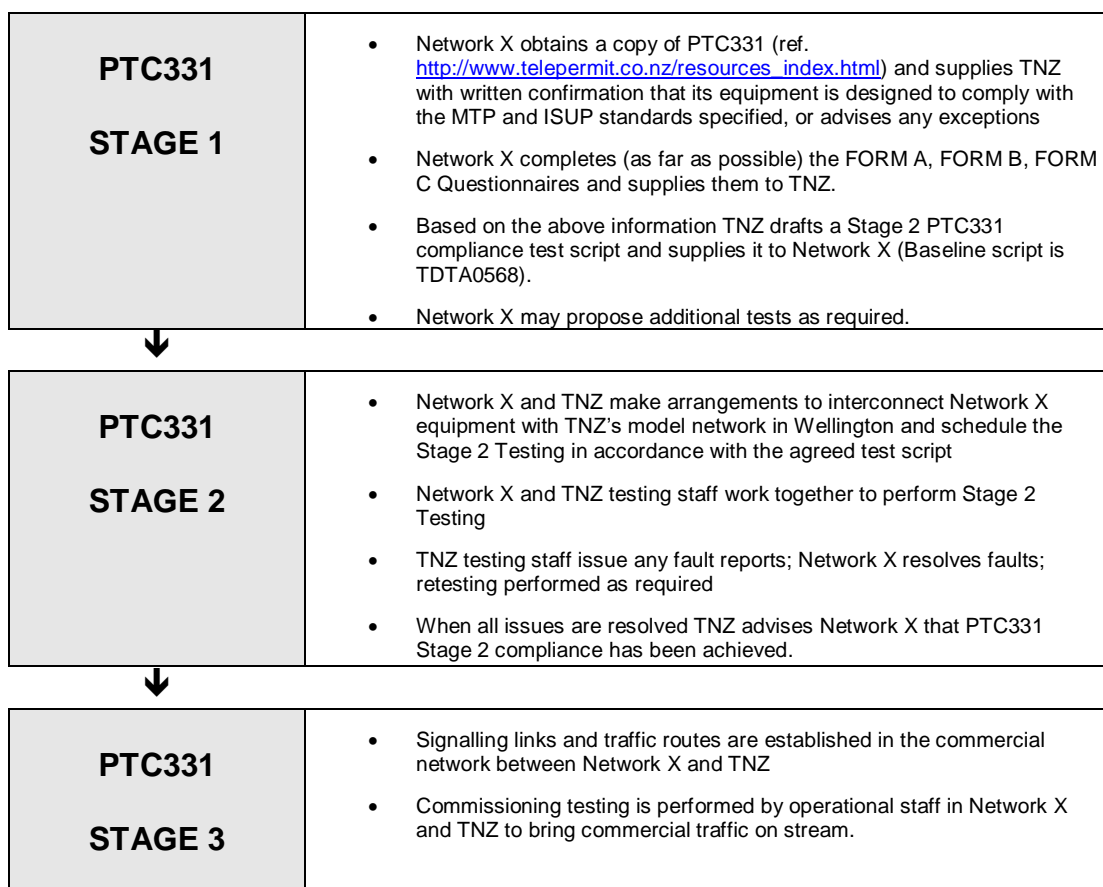 PTC331
STAGE 1
• Network X obtains a copy of PTC331 (ref.
http://www.telepermit.co.nz/resources_index.html) and supplies TNZ
with written confirmation that its equipment is designed to comply with
the MTP and ISUP standards specified, or advises any exceptions
• Network X completes (as far as possible) the FORM A, FORM B, FORM
C Questionnaires and supplies them to TNZ.
• Based on the above information TNZ drafts a Stage 2 PTC331
compliance test script and supplies it to Network X (Baseline script is
TDTA0568).
• Network X may propose additional tests as required.
PTC331
STAGE 2
• Network X and TNZ make arrangements to interconnect Network X
equipment with TNZ's model network in Wellington and schedule the
Stage 2 Testing in accordance with the agreed test script
• Network X and TNZ testing staff work together to perform Stage 2
Testing
• TNZ testing staff issue any fault reports; Network X resolves faults;
retesting performed as required
• When all issues are resolved TNZ advises Network X that PTC331
Stage 2 compliance has been achieved.
PTC331
STAGE 3
• Signalling links and traffic routes are established in the commercial
network between Network X and TNZ
• Commissioning testing is performed by operational staff in Network X
and TNZ to bring commercial traffic on stream.